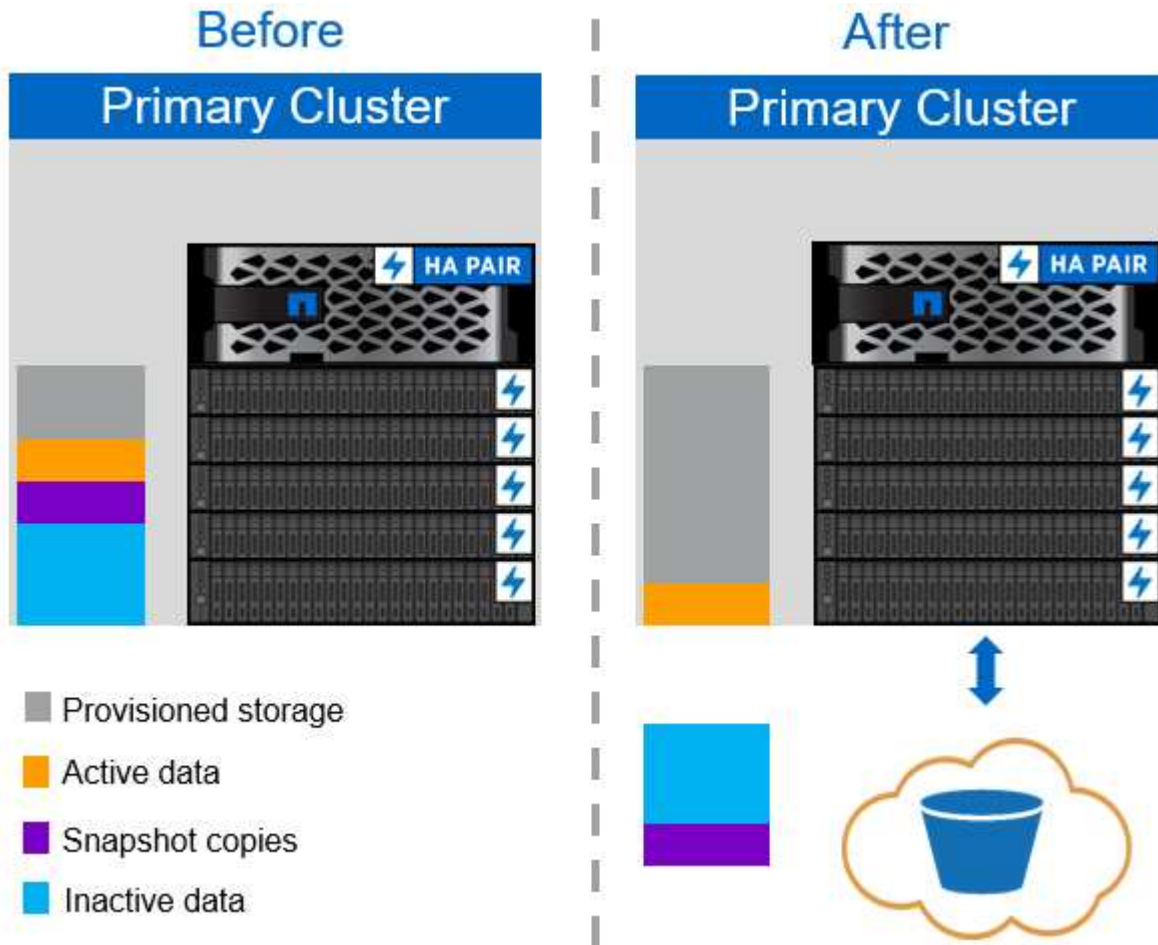 Before
Primary Cluster
HA PAIR
Provisioned storage
Active data
Snapshot copies
Inactive data
After
Primary Cluster
HA PAIR